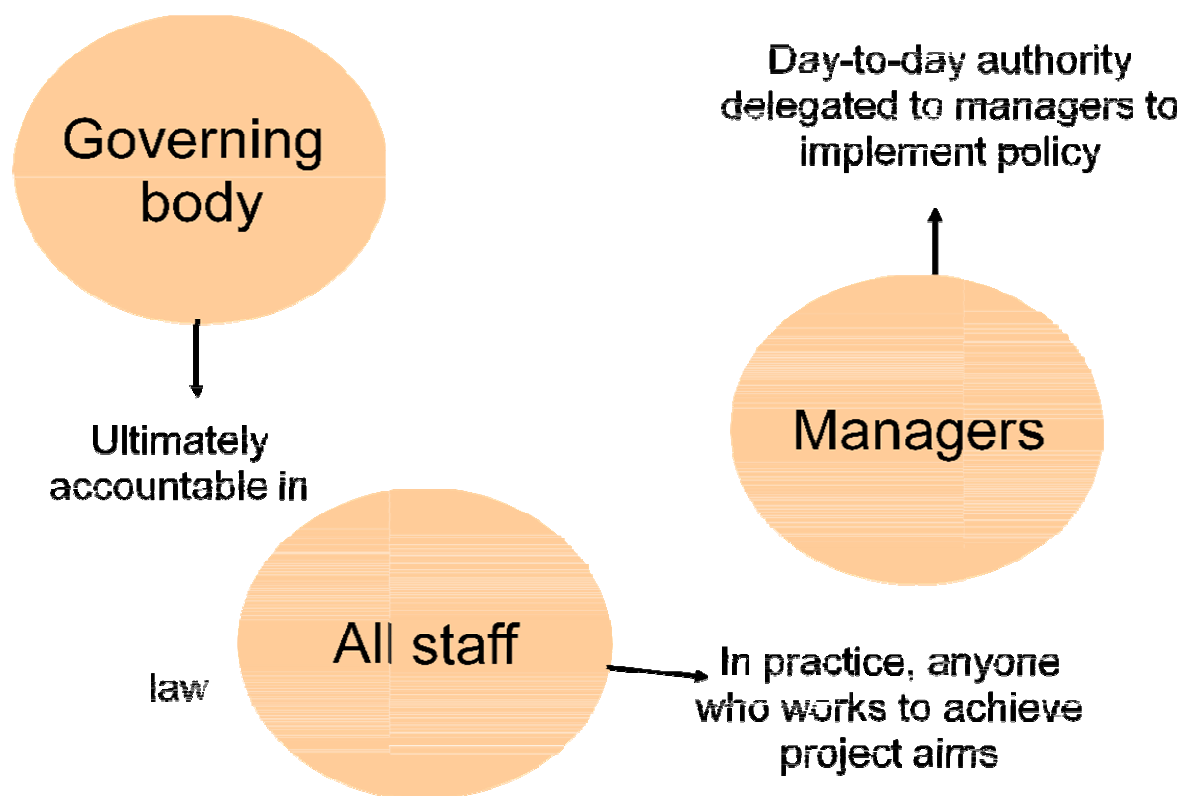 Governing
body
Ultimately
accountable in
law
Day-to-day authority
delegated to managers to
implement policy
Managers
All staff
In practice, anyone
who works to achieve
project aims